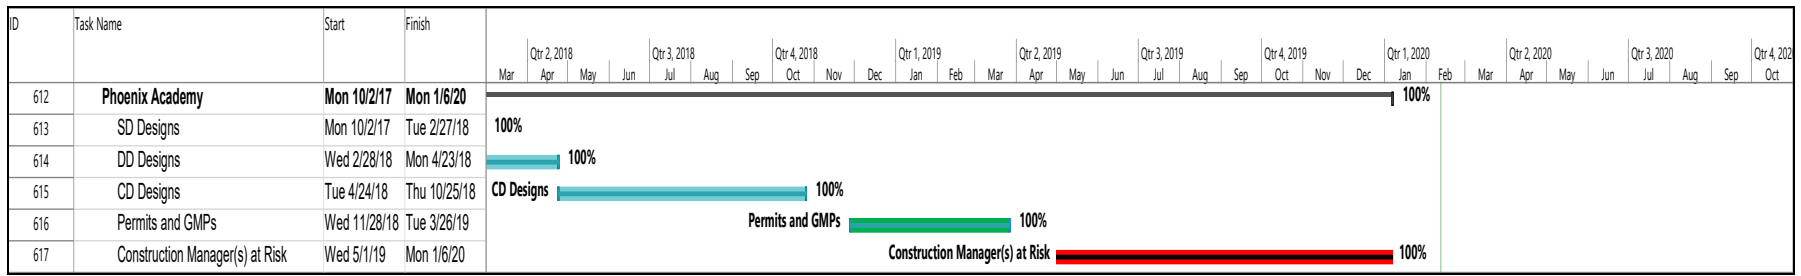 ID Task Name Start Finish
Qtr 2, 2018 Qtr 3, 2018 Qtr 4, 2018 Qtr 1, 2019 Qtr 2, 2019 Qtr 3, 2019 Qtr 4, 2019 Qtr 1, 2020 Qtr 2, 2020 Qtr 3, 2020 Qtr 4, 202
Mar Apr May Jun Jul Aug Sep Oct Nov Dec Jan Feb Mar Apr May Jun Jul Aug Sep Oct Nov Dec Jan Feb Mar Apr May Jun Jul Aug Sep Oct
612 Phoenix Academy Mon 10/2/17 Mon 1/6/20 100%
613 SD Designs Mon 10/2/17 Tue 2/27/18 100%
614 DD Designs Wed 2/28/18 Mon 4/23/18 100%
615 CD Designs Tue 4/24/18 Thu 10/25/18 CD Designs 100%
616 Permits and GMPs Wed 11/28/18 Tue 3/26/19 Permits and GMPs 100%
617 Construction Manager(s) at Risk Wed 5/1/19 Mon 1/6/20 Construction Manager(s) at Risk 100%